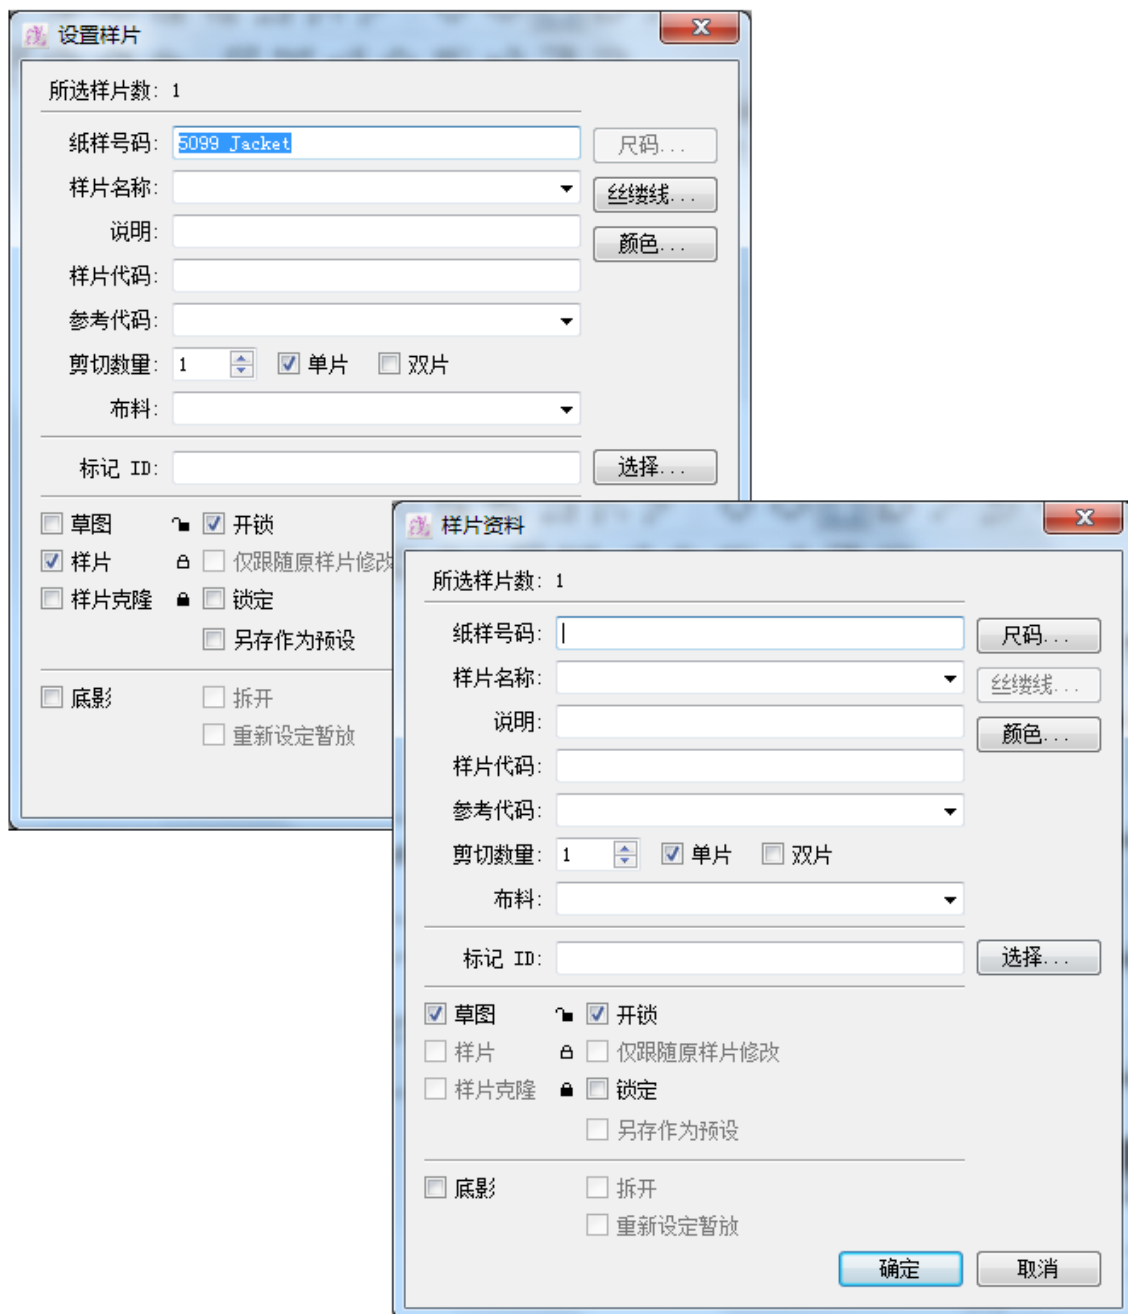 设置样片
所选样片数: 1
纸样号码: 5099 Jacket 尺码...
样片名称: 丝缕线...
说明: 颜色...
样片代码:
参考代码:
剪切数量: 1 单片 双片
布料:
标记 ID: 选择...
草图 开锁
样片 仅跟随原样片修改
样片克隆 锁定
另存作为预设
底影 拆开
重新设定暂放
样片资料
所选样片数: 1
纸样号码: 尺码...
样片名称: 丝缕线...
说明: 颜色...
样片代码:
参考代码:
剪切数量: 1 单片 双片
布料:
标记 ID: 选择...
草图 开锁
样片 仅跟随原样片修改
样片克隆 锁定
另存作为预设
底影 拆开
重新设定暂放
确定 取消